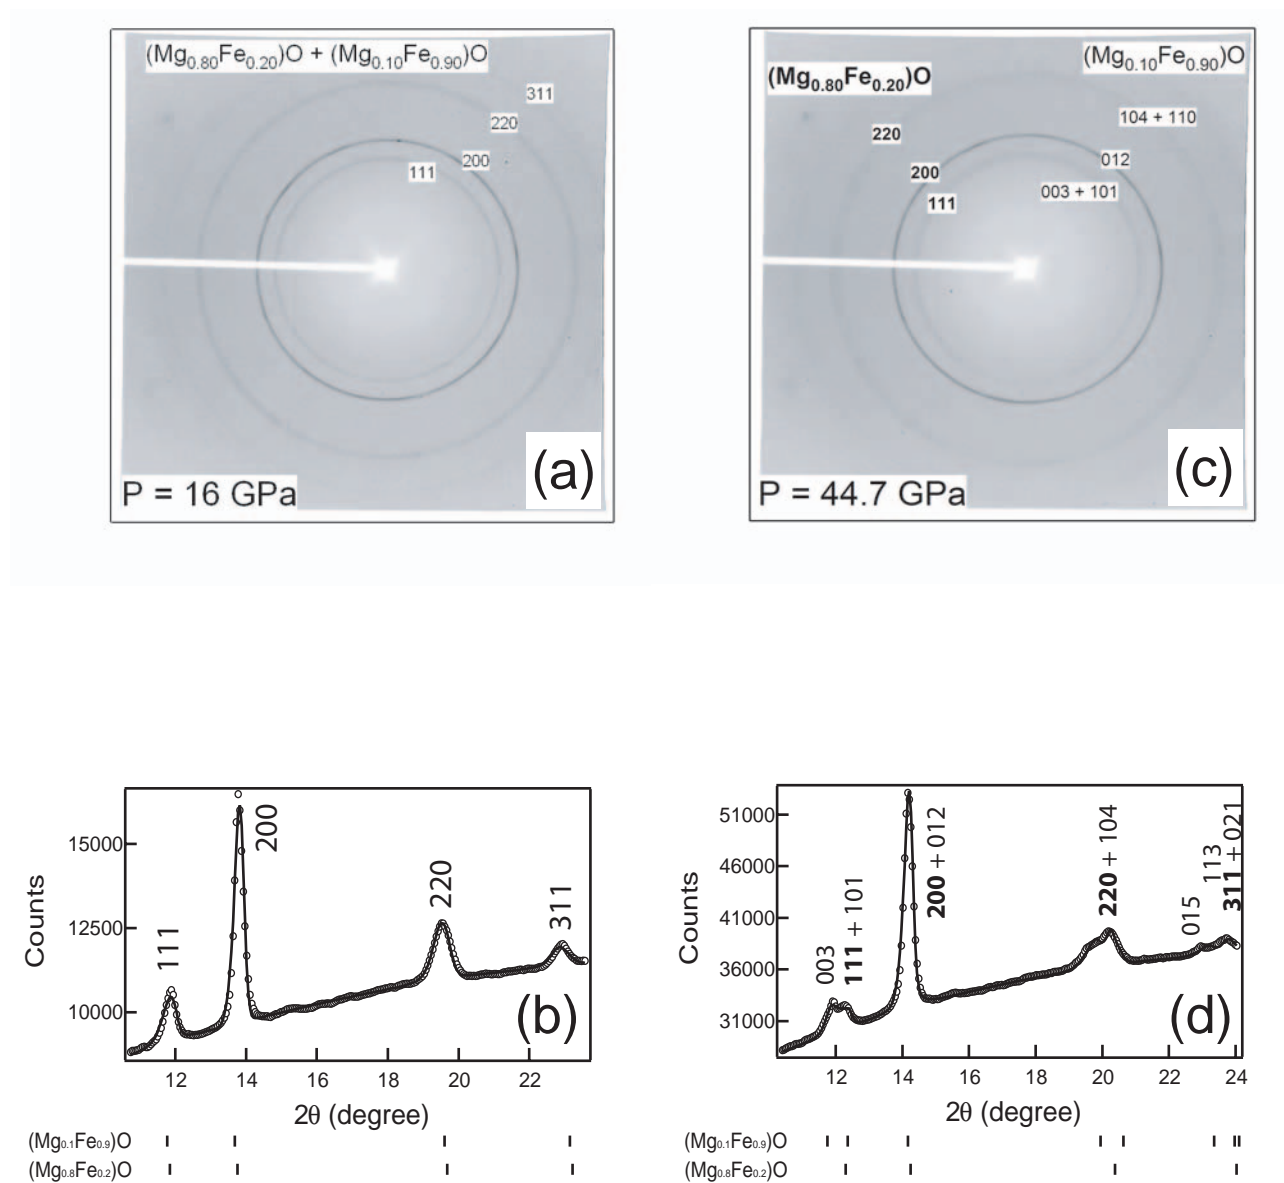 (Mg0.80Fe0.20)O + (Mg0.10Fe0.90)O
311
220
200
111
P = 16 GPa
(a)
(Mg0.10Fe0.90)O
(Mg0.80Fe0.20)O
104 + 110
220
012
200
003 + 101
111
P = 44.7 GPa
(c)
Counts
15000
12500
10000
111
200
220
311
(b)
12 14 16 18 20 22
2θ (degree)
(Mg0.1Fe0.9)O
(Mg0.8Fe0.2)O
Counts
51000
46000
41000
36000
31000
003
111 + 101
200 + 012
220 + 104
015
113
311 + 021
(d)
12 14 16 18 20 22 24
2θ (degree)
(Mg0.1Fe0.9)O
(Mg0.8Fe0.2)O